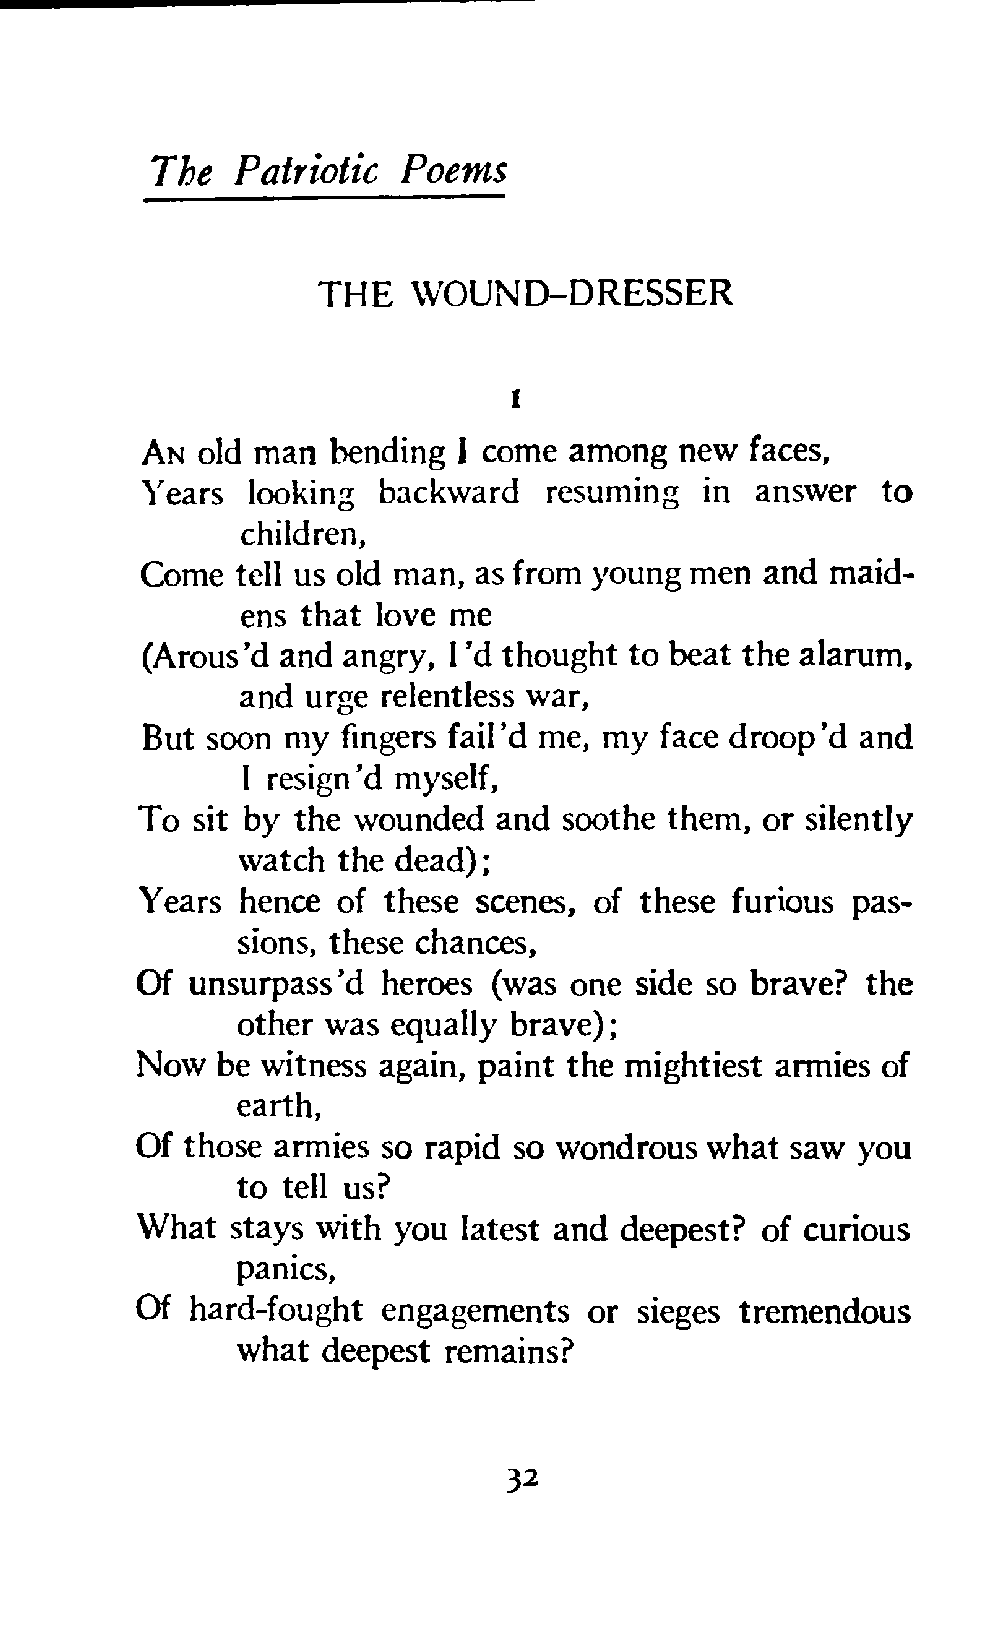 The Patriotic Poems
THE WOUND-DRESSER
I
AN old man bending I come among new faces,
Years looking backward resuming in answer to
children,
Come tell us old man, as from young men and maid-
ens that love me
(Arous'd and angry, I'd thought to beat the alarum,
and urge relentless war,
But soon my fingers fail'd me, my face droop'd and
I resign'd myself,
To sit by the wounded and soothe them, or silently
watch the dead);
Years hence of these scenes, of these furious pas-
sions, these chances,
Of unsurpass'd heroes (was one side so brave? the
other was equally brave);
Now be witness again, paint the mightiest armies of
earth,
Of those armies so rapid so wondrous what saw you
to tell us?
What stays with you latest and deepest? of curious
panics,
Of hard-fought engagements or sieges tremendous
what deepest remains?
32